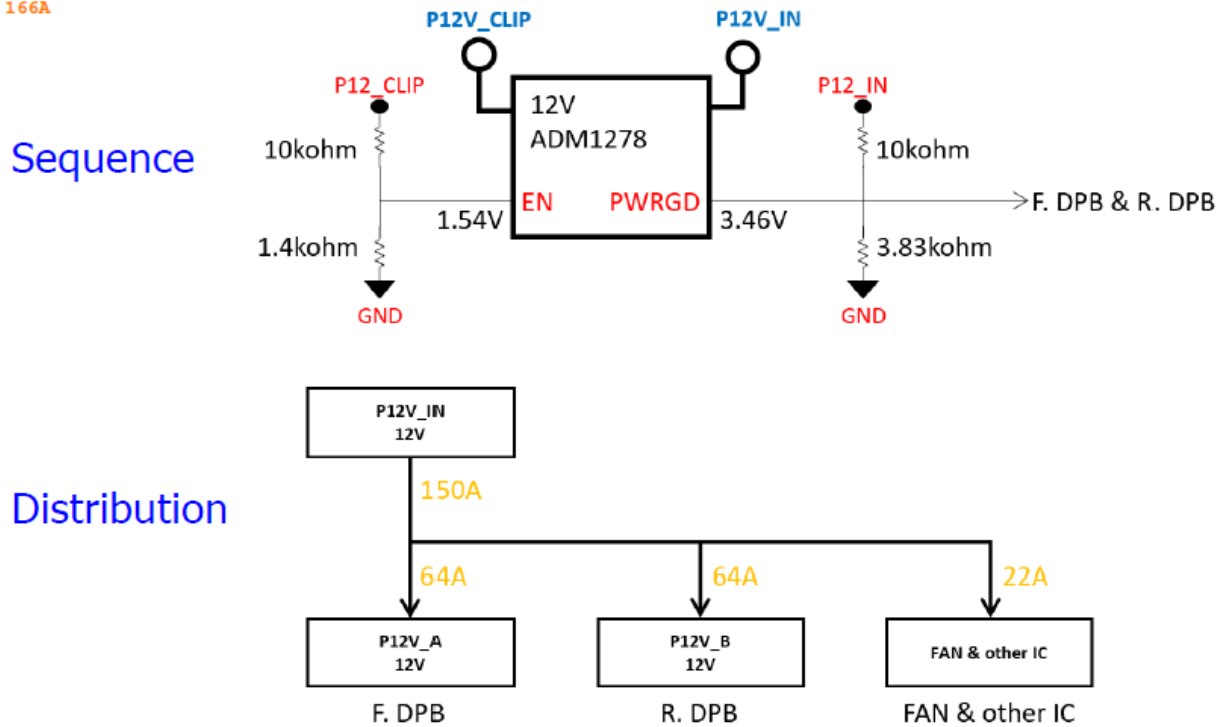 166A
P12V_CLIP
P12V_IN
P12_CLIP
P12_IN
12V
ADM1278
10kohm
10kohm
Sequence
EN
PWRGD
F. DPB & R. DPB
1.54V
3.46V
1.4kohm
3.83kohm
GND
GND
P12V_IN
12V
150A
Distribution
64A
64A
22A
P12V_A
12V
P12V_B
12V
FAN & other IC
F. DPB
R. DPB
FAN & other IC